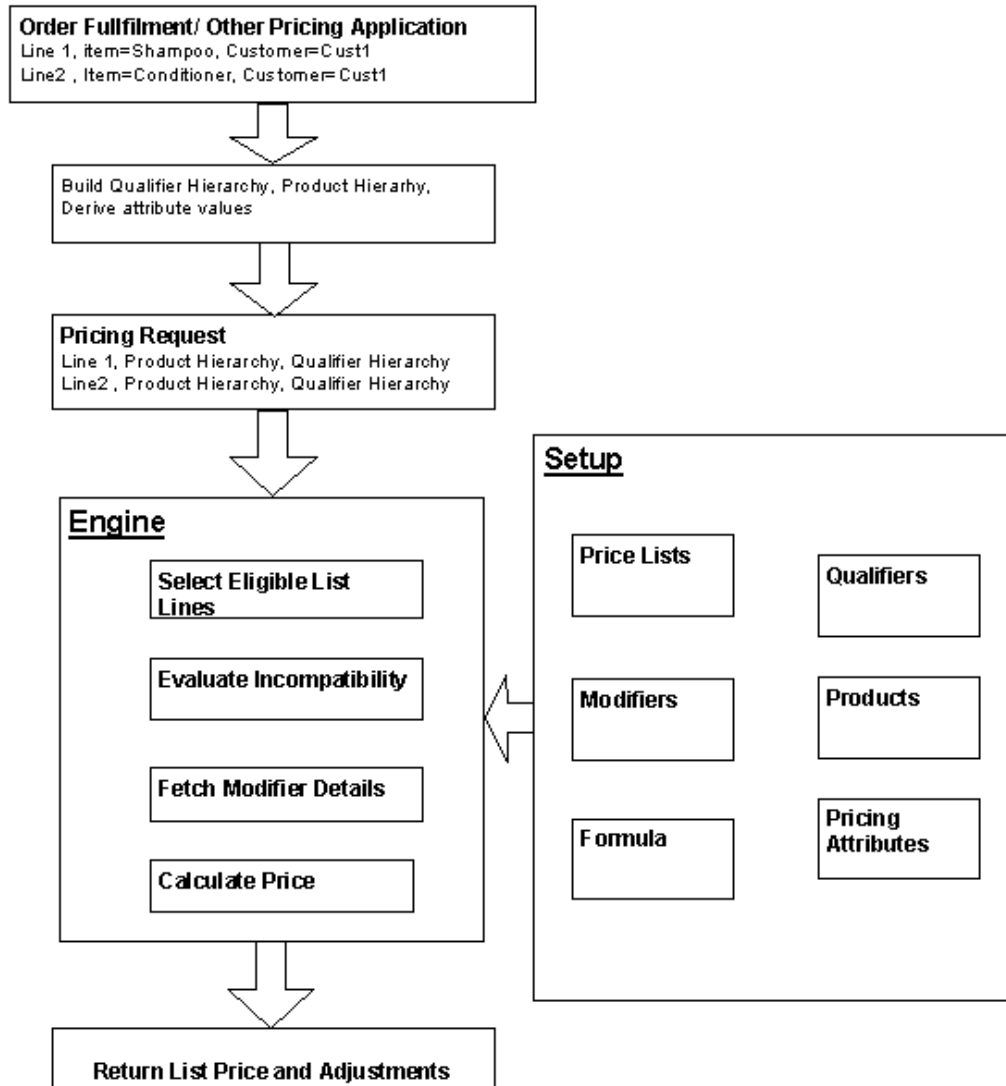 Order Fullfilment/ Other Pricing Application
Line 1, item=Shampoo, Customer=Cust1
Line2 , Item=Conditioner, Customer=Cust1
Build Qualifier Hierarchy, Product Hierarhy,
Derive attribute values
Pricing Request
Line 1, Product Hierarchy, Qualifier Hierarchy
Line2 , Product Hierarchy, Qualifier Hierarchy
Engine
Select Eligible List
Lines
Evaluate Incompatibility
Fetch Modifier Details
Calculate Price
Setup
Price Lists
Qualifiers
Modifiers
Products
Formula
Pricing
Attributes
Return List Price and Adjustments